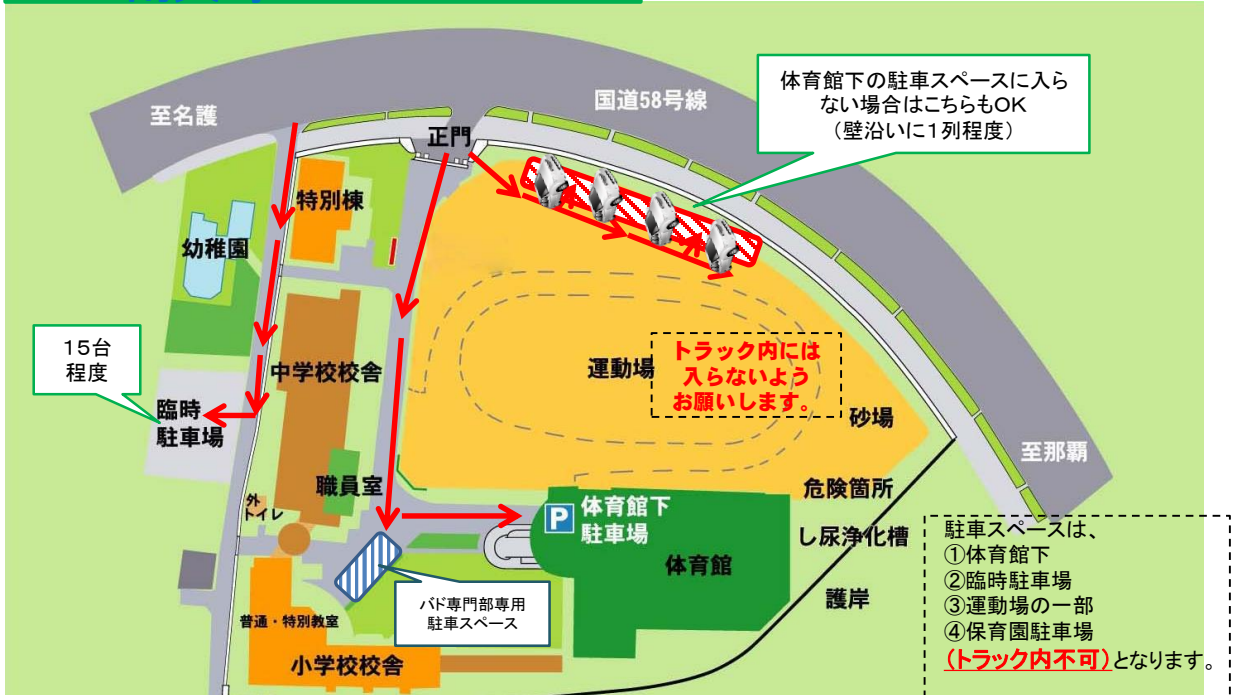 体育館下の駐車スペースに入ら
ない場合はこちらもOK
（壁沿いに１列程度）
国道58号線
至名護
正門
特別棟
幼稚園
15台
程度
中学校校舎
運動場
トラック内には
入らないよう
お願いします。
臨時
駐車場
砂場
至那覇
職員室
危険箇所
外
トイレ
P
体育館下
駐車場
し尿浄化槽
体育館
護岸
バド専門部専用
駐車スペース
普通・特別教室
小学校校舎
駐車スペースは、
①体育館下
②臨時駐車場
③運動場の一部
④保育園駐車場
(トラック内不可)となります。